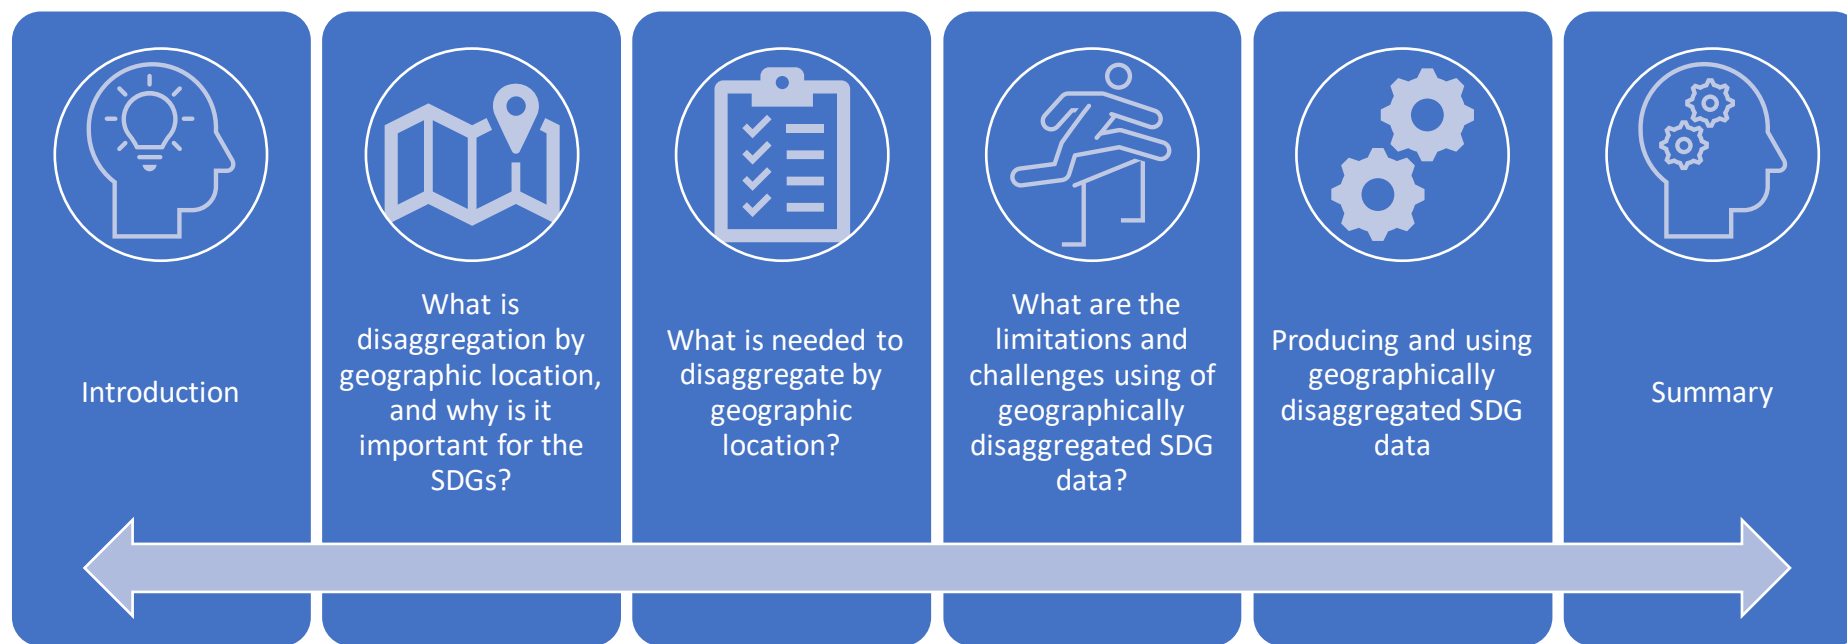 Introduction
What is
disaggregation by
geographic location,
and why is it
important for the
SDGs?
What is needed to
disaggregate by
geographic
location?
What are the
limitations and
challenges using of
geographically
disaggregated SDG
data?
Producing and using
geographically
disaggregated SDG
data
Summary